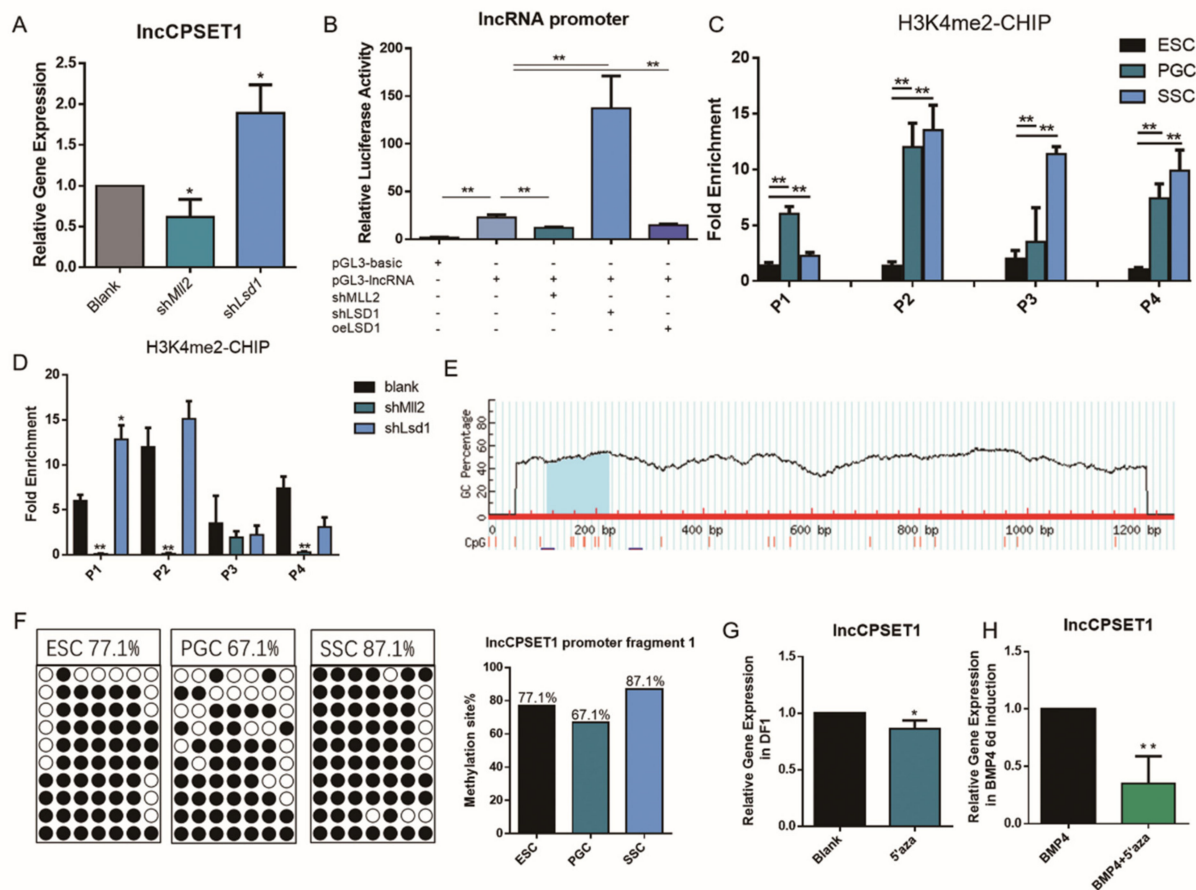 A
lncCPSET1
Relative Gene Expression
2.5
2.0
1.5
1.0
0.5
0.0
*
*
Blank
shMll2
shLsd1
B
lncRNA promoter
Relative Luciferase Activity
200
150
100
50
0
**
**
**
**
pGL3-basic + - - - -
pGL3-lncRNA - + + + +
shMLL2 - - + - -
shLSD1 - - - + -
oeLSD1 - - - - +
C
H3K4me2-CHIP
ESC
PGC
SSC
Fold Enrichment
20
15
10
5
0
**
**
**
**
**
**
**
**
P1
P2
P3
P4
D
H3K4me2-CHIP
blank
shMll2
shLsd1
Fold Enrichment
20
15
10
5
0
**
*
**
**
P1
P2
P3
P4
E
GC Percentage
0 20 40 60 80
0 200 bp 400 bp 600 bp 800 bp 1000 bp 1200 bp
CpG
F
ESC 77.1%
PGC 67.1%
SSC 87.1%
lncCPSET1 promoter fragment 1
Methylation site%
100
80
60
40
20
0
77.1%
67.1%
87.1%
ESC
PGC
SSC
G
lncCPSET1
Relative Gene Expression
in DF1
1.5
1.0
0.5
0.0
*
Blank
5'aza
H
lncCPSET1
Relative Gene Expression
in BMP4 6d induction
1.5
1.0
0.5
0.0
**
BMP4
BMP4+5'aza